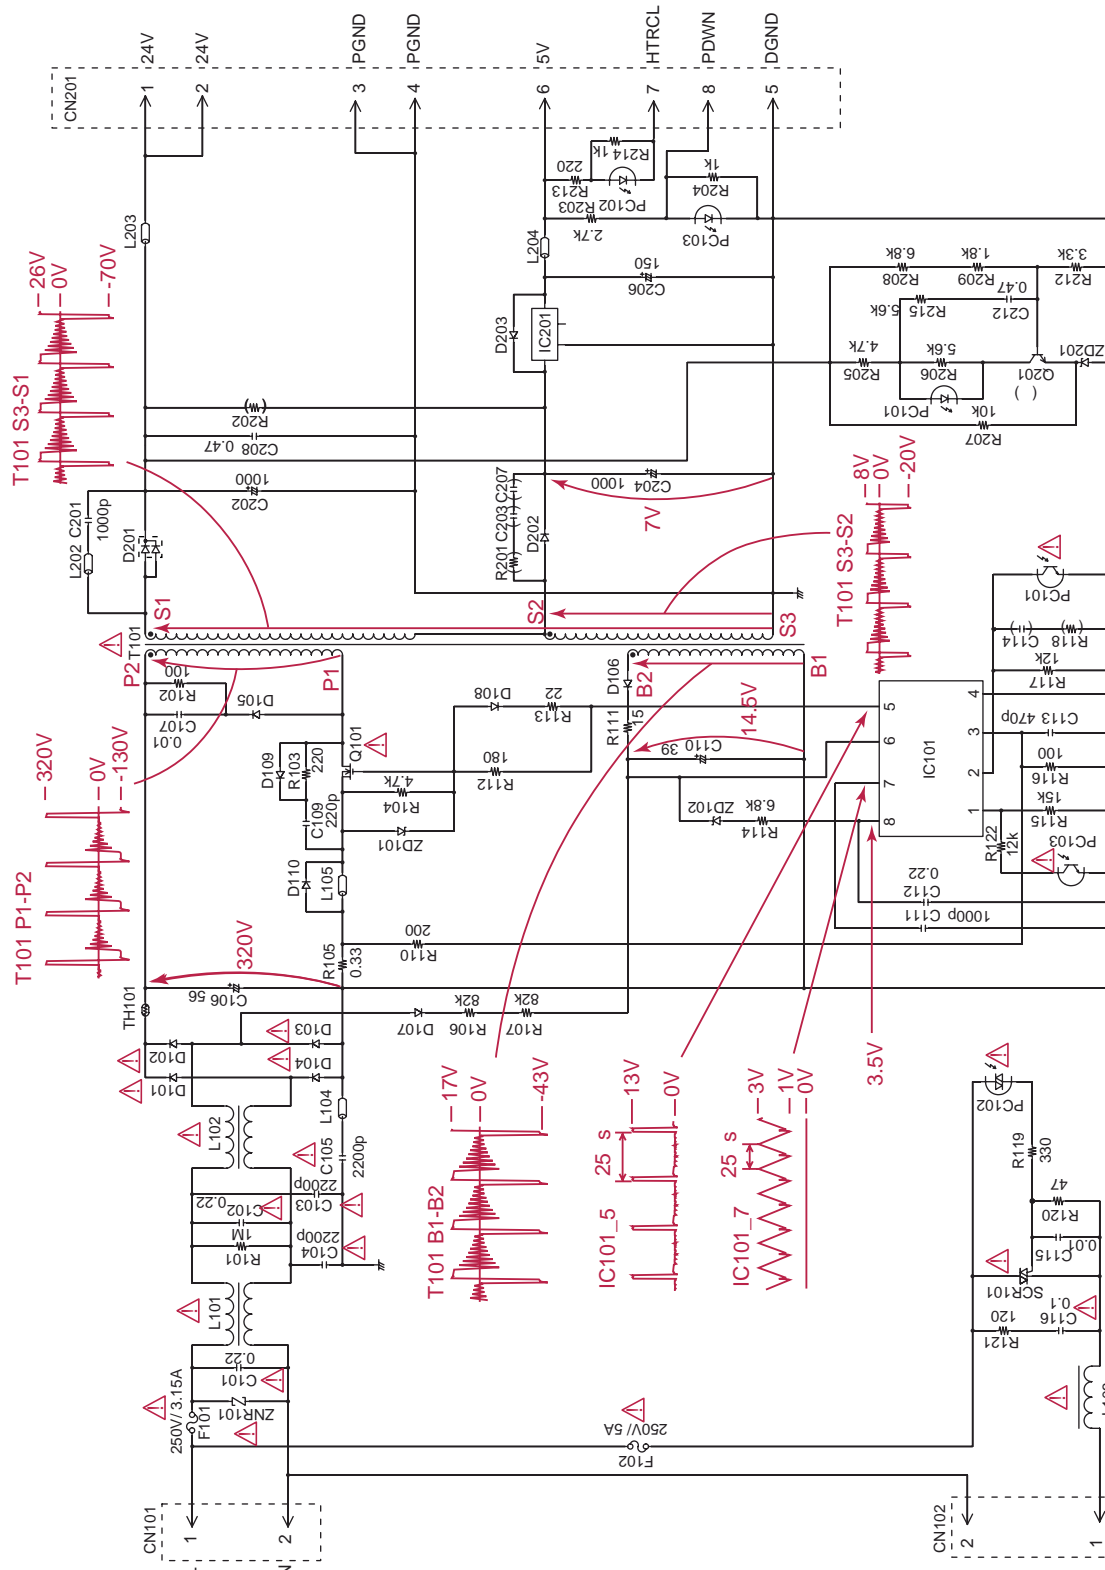 CN201
1 24V
2 24V
3 PGND
4 PGND
6 5V
7 HTRCL
8 PDWN
5 DGND
L203
L204
R214
1k
R213
220
PC102
R203
2.7k
R204
1k
PC103
C206
150
D203
IC201
R208
6.8k
R209
1.8k
R212
3.3k
R215
5.6k
C212
0.47
R205
4.7k
R206
5.6k
PC101
Q201
( )
ZD201
R207
10k
T101 S3-S1
26V
0V
-70V
R202
( )
C208 0.47
C202
1000
C201
1000p
L202
D201
R201
( )
C203
( )
C207
( )
D202
C204 1000
7V
T101 S3-S2
8V
0V
-20V
S1
S2
S3
T101
P2
P1
B2
B1
R102
100
C107
0.01
D105
Q101
D109
R103
220
C109
2200p
R104
4.7k
ZD101
D110
L105
D108
R113
22
R112
180
D106
R111
15
C110
39
14.5V
ZD102
R114
6.8k
IC101
5
6
7
8
4
3
2
1
PC101
C114
( )
R118
( )
R117
12k
C113 470p
R116
100
R115
15k
R122
12k
PC103
C112
0.22
C111
1000p
T101 P1-P2
320V
0V
-130V
320V
C106 56
TH101
R105
0.33
R110
200
D102
D101
D103
D104
D107
R106
82k
R107
82k
L104
C105
2200p
L102
C103
2200p
C102
0.22
R101
1M
C104
2200p
L101
C101
0.22
ZNR101
F101
250V/ 3.15A
CN101
1
2
F102
250V/ 5A
T101 B1-B2
17V
0V
-43V
IC101_5
25 s
13V
0V
IC101_7
25 s
3V
1V
0V
3.5V
PC102
R119
330
R120
47
C115
0.01
SCR101
C116
0.1
R121
120
CN102
2
1